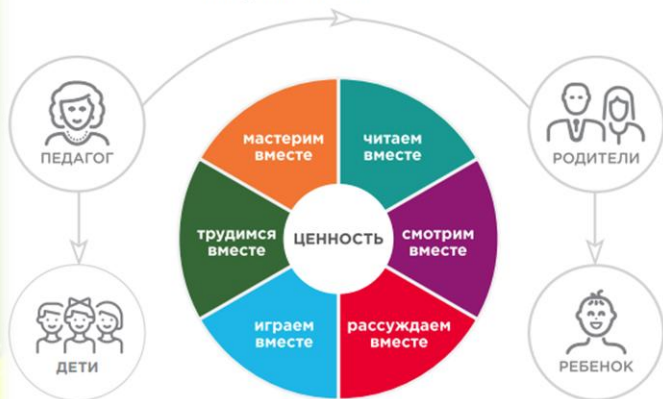 ПЕДАГОГ
РОДИТЕЛИ
мастерим
вместе
читаем
вместе
трудимся
вместе
ЦЕННОСТЬ
смотрим
вместе
играем
вместе
рассуждаем
вместе
ДЕТИ
РЕБЕНОК